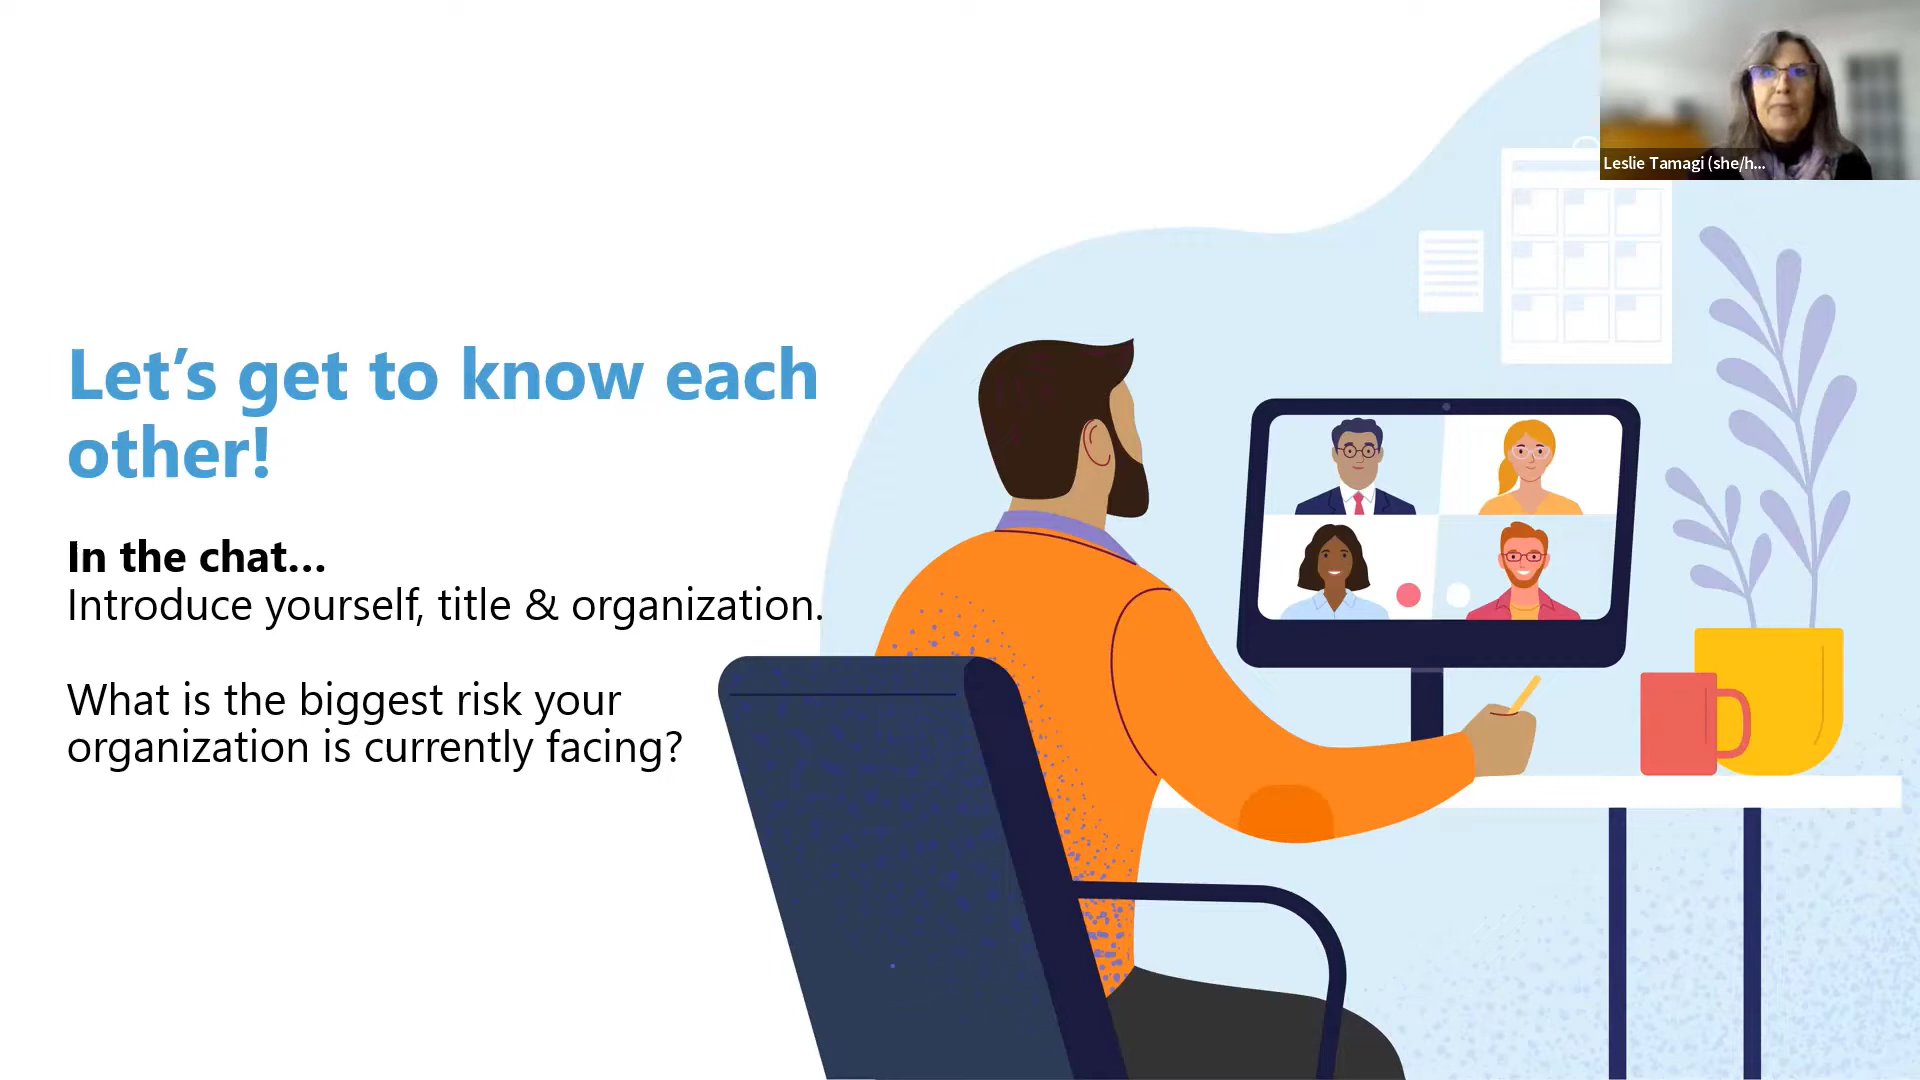 Leslie Tamagi (she/h...
Let’s get to know each
other!
In the chat...
Introduce yourself, title & organization.
What is the biggest risk your
organization is currently facing?